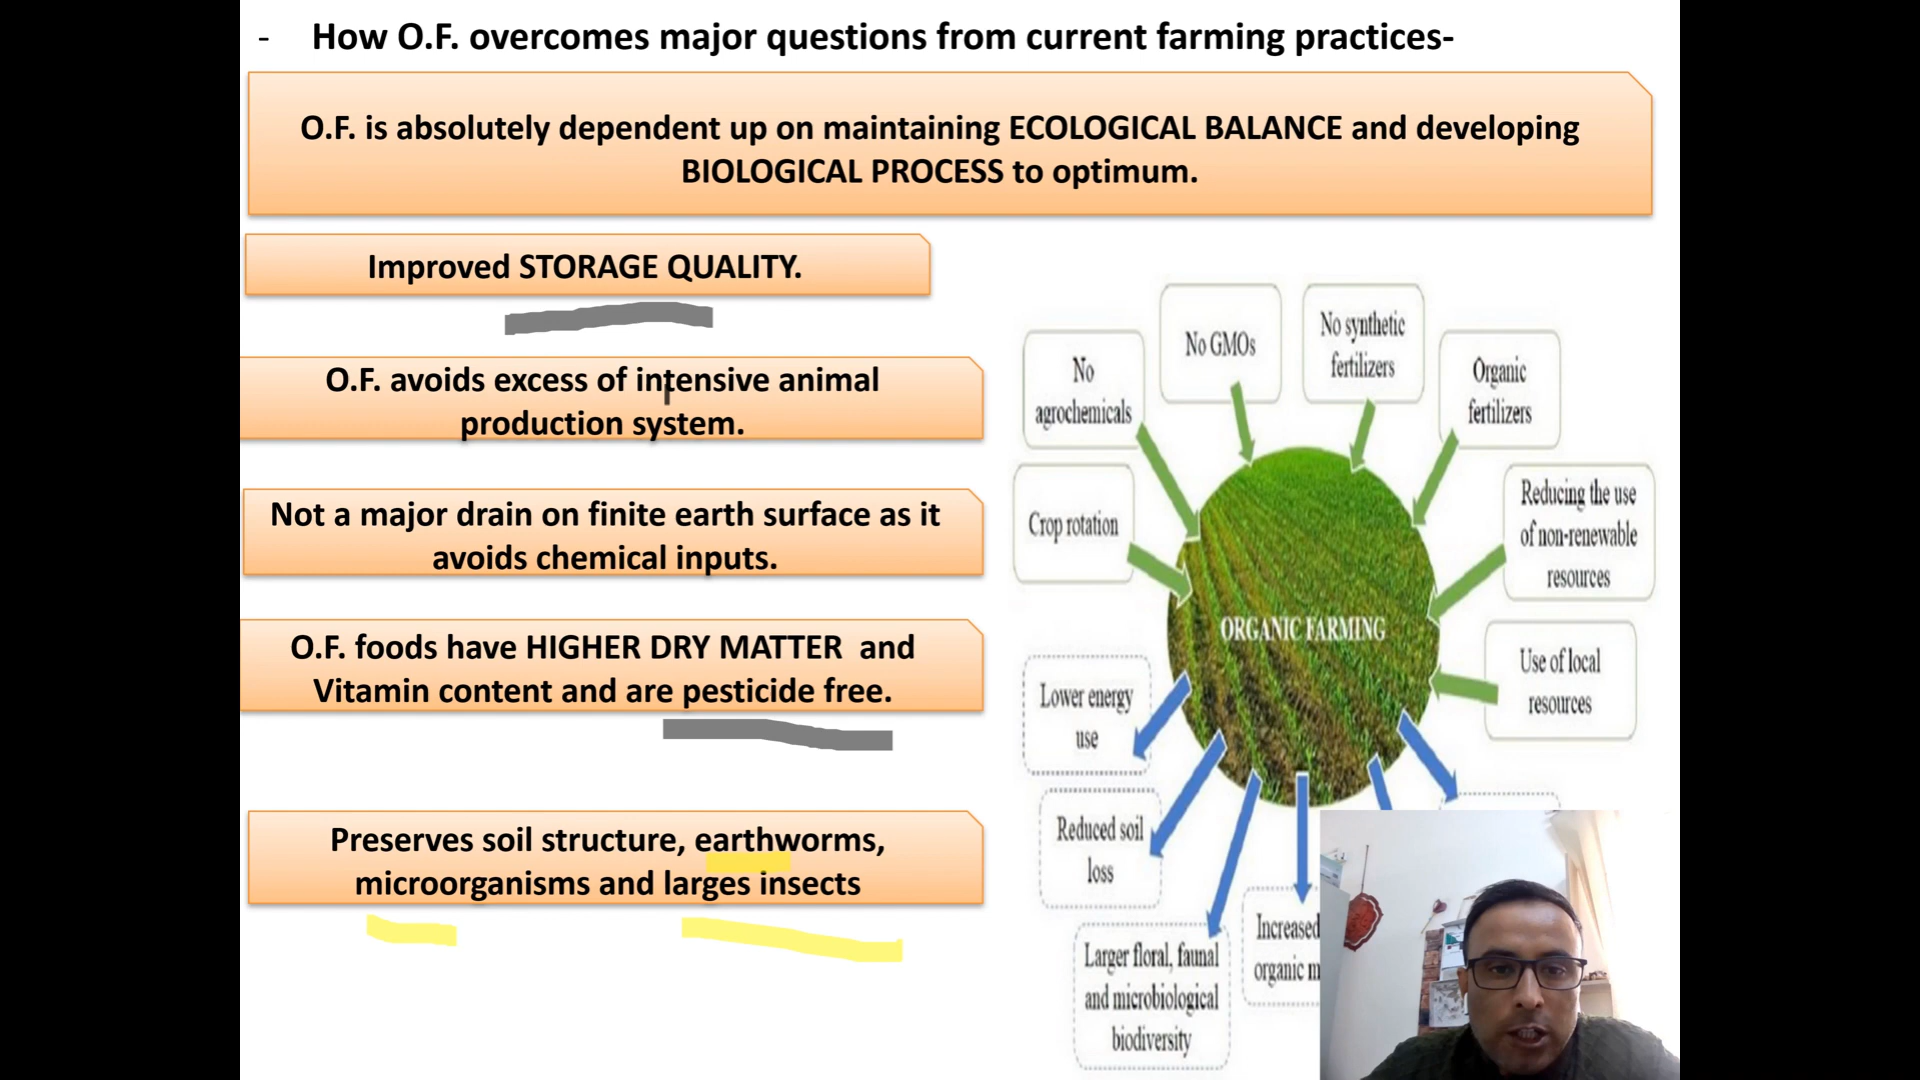 - How O.F. overcomes major questions from current farming practices-
O.F. is absolutely dependent up on maintaining ECOLOGICAL BALANCE and developing
BIOLOGICAL PROCESS to optimum.
Improved STORAGE QUALITY.
O.F. avoids excess of intensive animal
production system.
Not a major drain on finite earth surface as it
avoids chemical inputs.
O.F. foods have HIGHER DRY MATTER and
Vitamin content and are pesticide free.
Preserves soil structure, earthworms,
microorganisms and larges insects
No
agrochemicals
No GMOs
No synthetic
fertilizers
Organic
fertilizers
Crop rotation
Reducing the use
of non-renewable
resources
ORGANIC FARMING
Use of local
resources
Lower energy
use
Reduced soil
loss
Larger floral, faunal
and microbiological
biodiversity
Increased
organic m